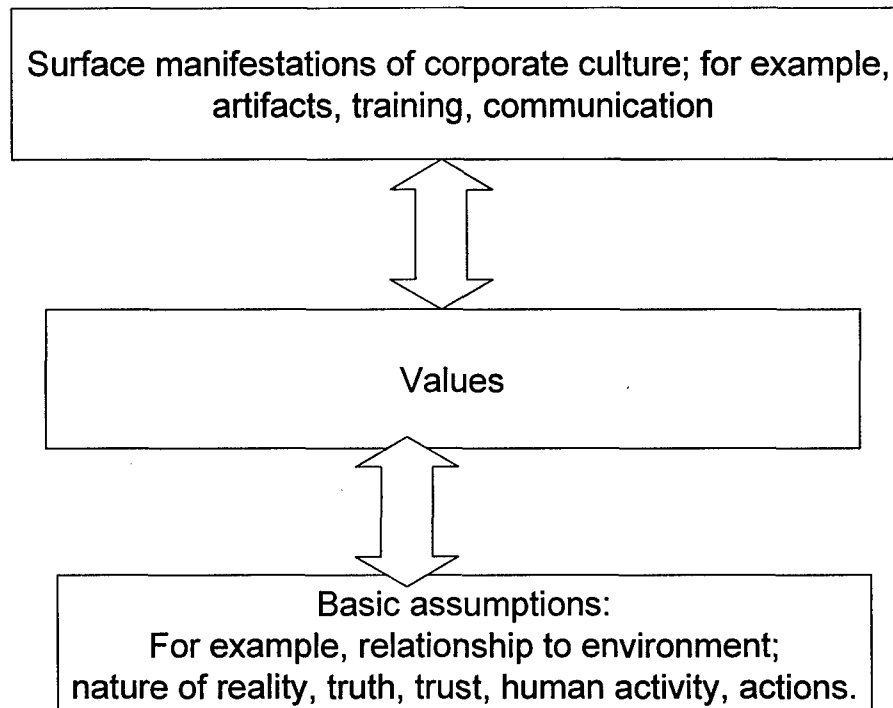 Surface manifestations of corporate culture; for example,
artifacts, training, communication
Values
Basic assumptions:
For example, relationship to environment;
nature of reality, truth, trust, human activity, actions.